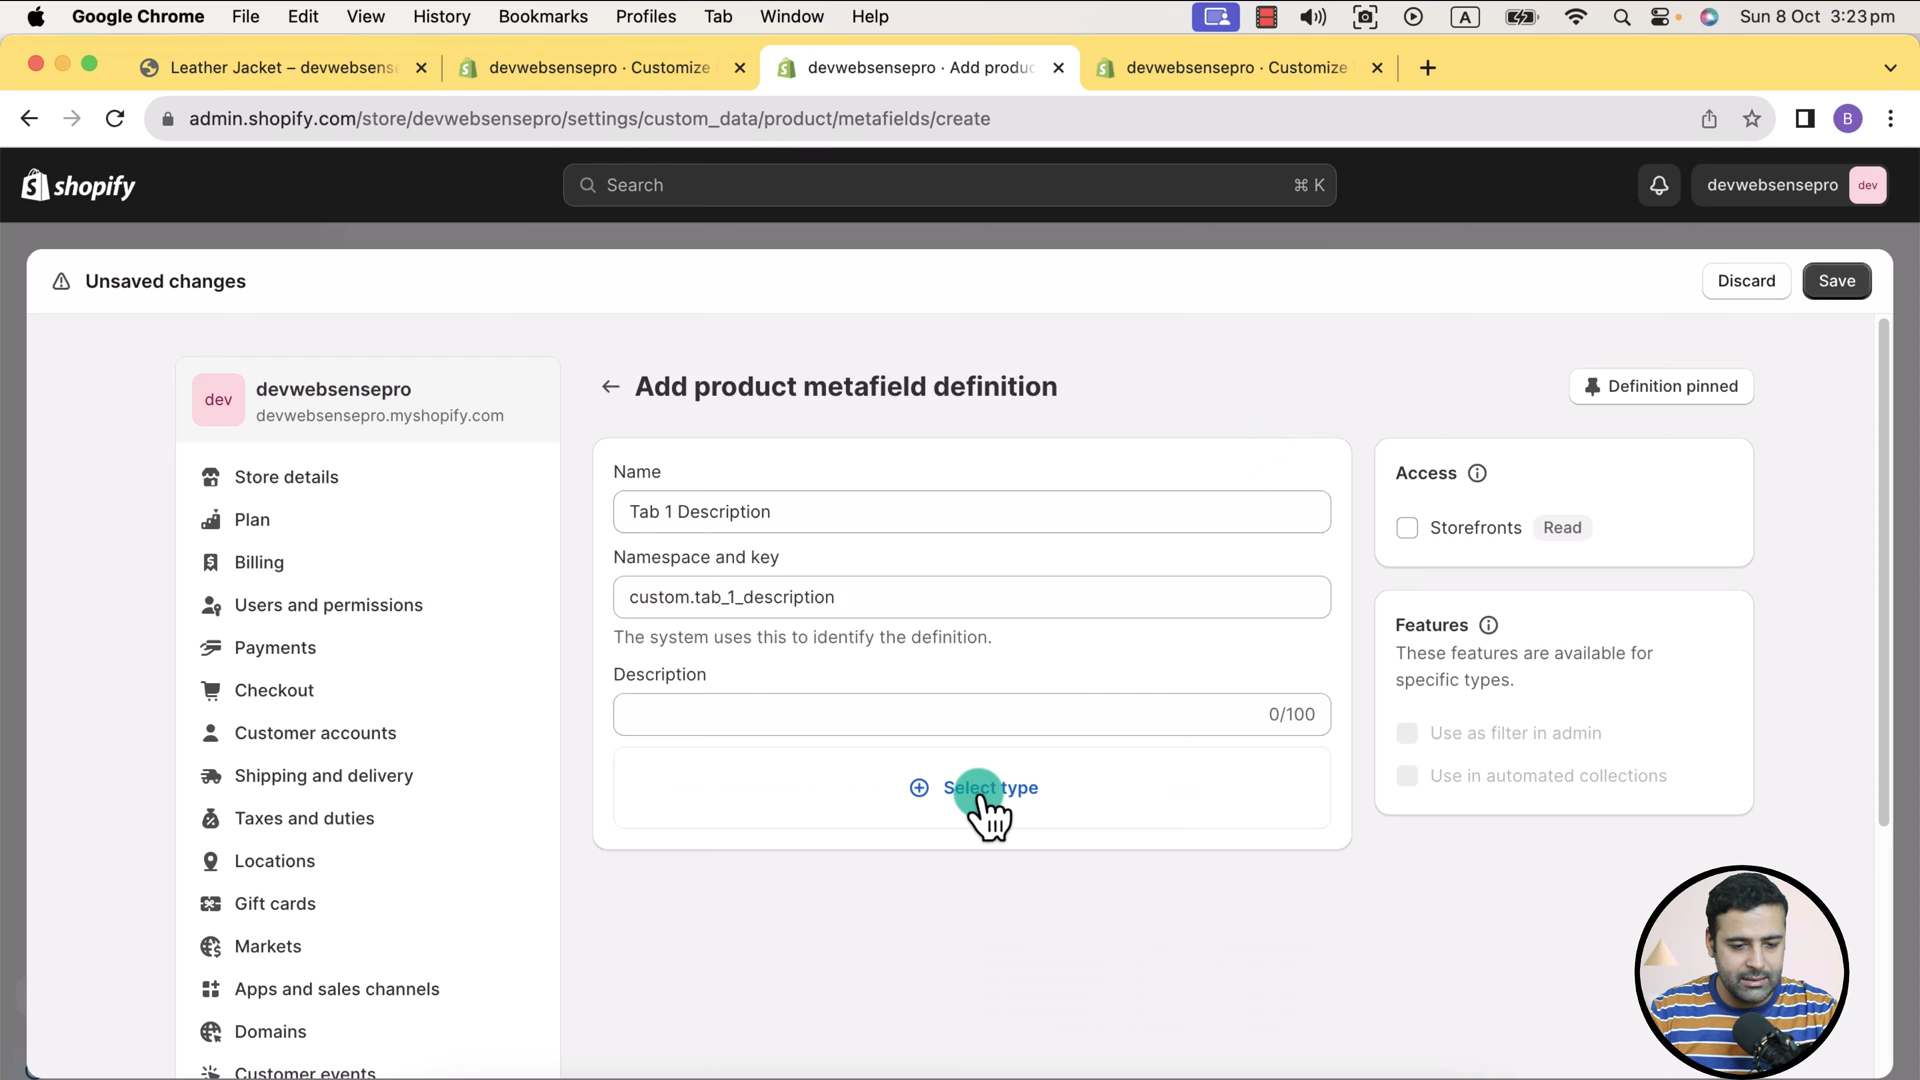 Google Chrome File Edit View History Bookmarks Profiles Tab Window Help A Sun 8 Oct 3:23pm
Leather Jacket – devwebsense devwebsensepro · Customize devwebsensepro · Add produc devwebsensepro · Customize
admin.shopify.com/store/devwebsensepro/settings/custom_data/product/metafields/create B
shopify Search ⌘ K devwebsensepro dev
Unsaved changes Discard Save
dev devwebsensepro
devwebsensepro.myshopify.com
Store details
Plan
Billing
Users and permissions
Payments
Checkout
Customer accounts
Shipping and delivery
Taxes and duties
Locations
Gift cards
Markets
Apps and sales channels
Domains
Customer events
Add product metafield definition
Definition pinned
Name
Tab 1 Description
Namespace and key
custom.tab_1_description
The system uses this to identify the definition.
Description
0/100
Select type
Access
Storefronts Read
Features
These features are available for
specific types.
Use as filter in admin
Use in automated collections